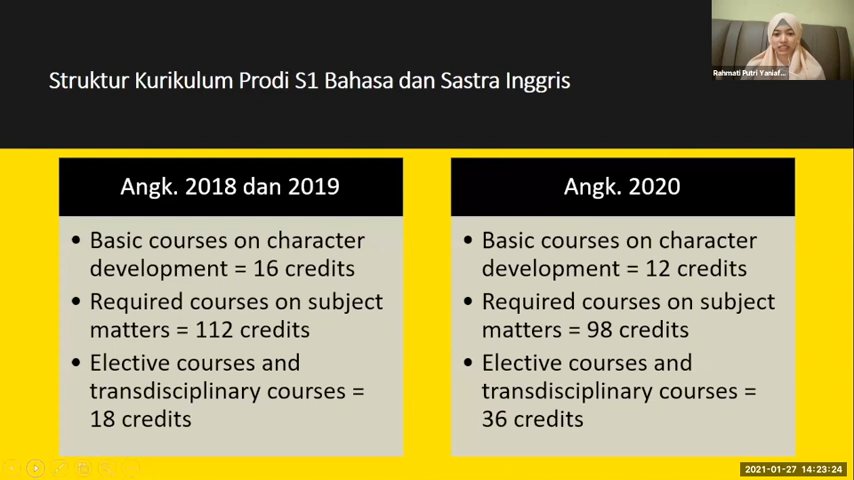 Rahmati Putri Yaniaf...
Struktur Kurikulum Prodi S1 Bahasa dan Sastra Inggris
Angk. 2018 dan 2019
• Basic courses on character
development = 16 credits
• Required courses on subject
matters = 112 credits
• Elective courses and
transdisciplinary courses =
18 credits
Angk. 2020
• Basic courses on character
development = 12 credits
• Required courses on subject
matters = 98 credits
• Elective courses and
transdisciplinary courses =
36 credits
2021-01-27 14:23:24